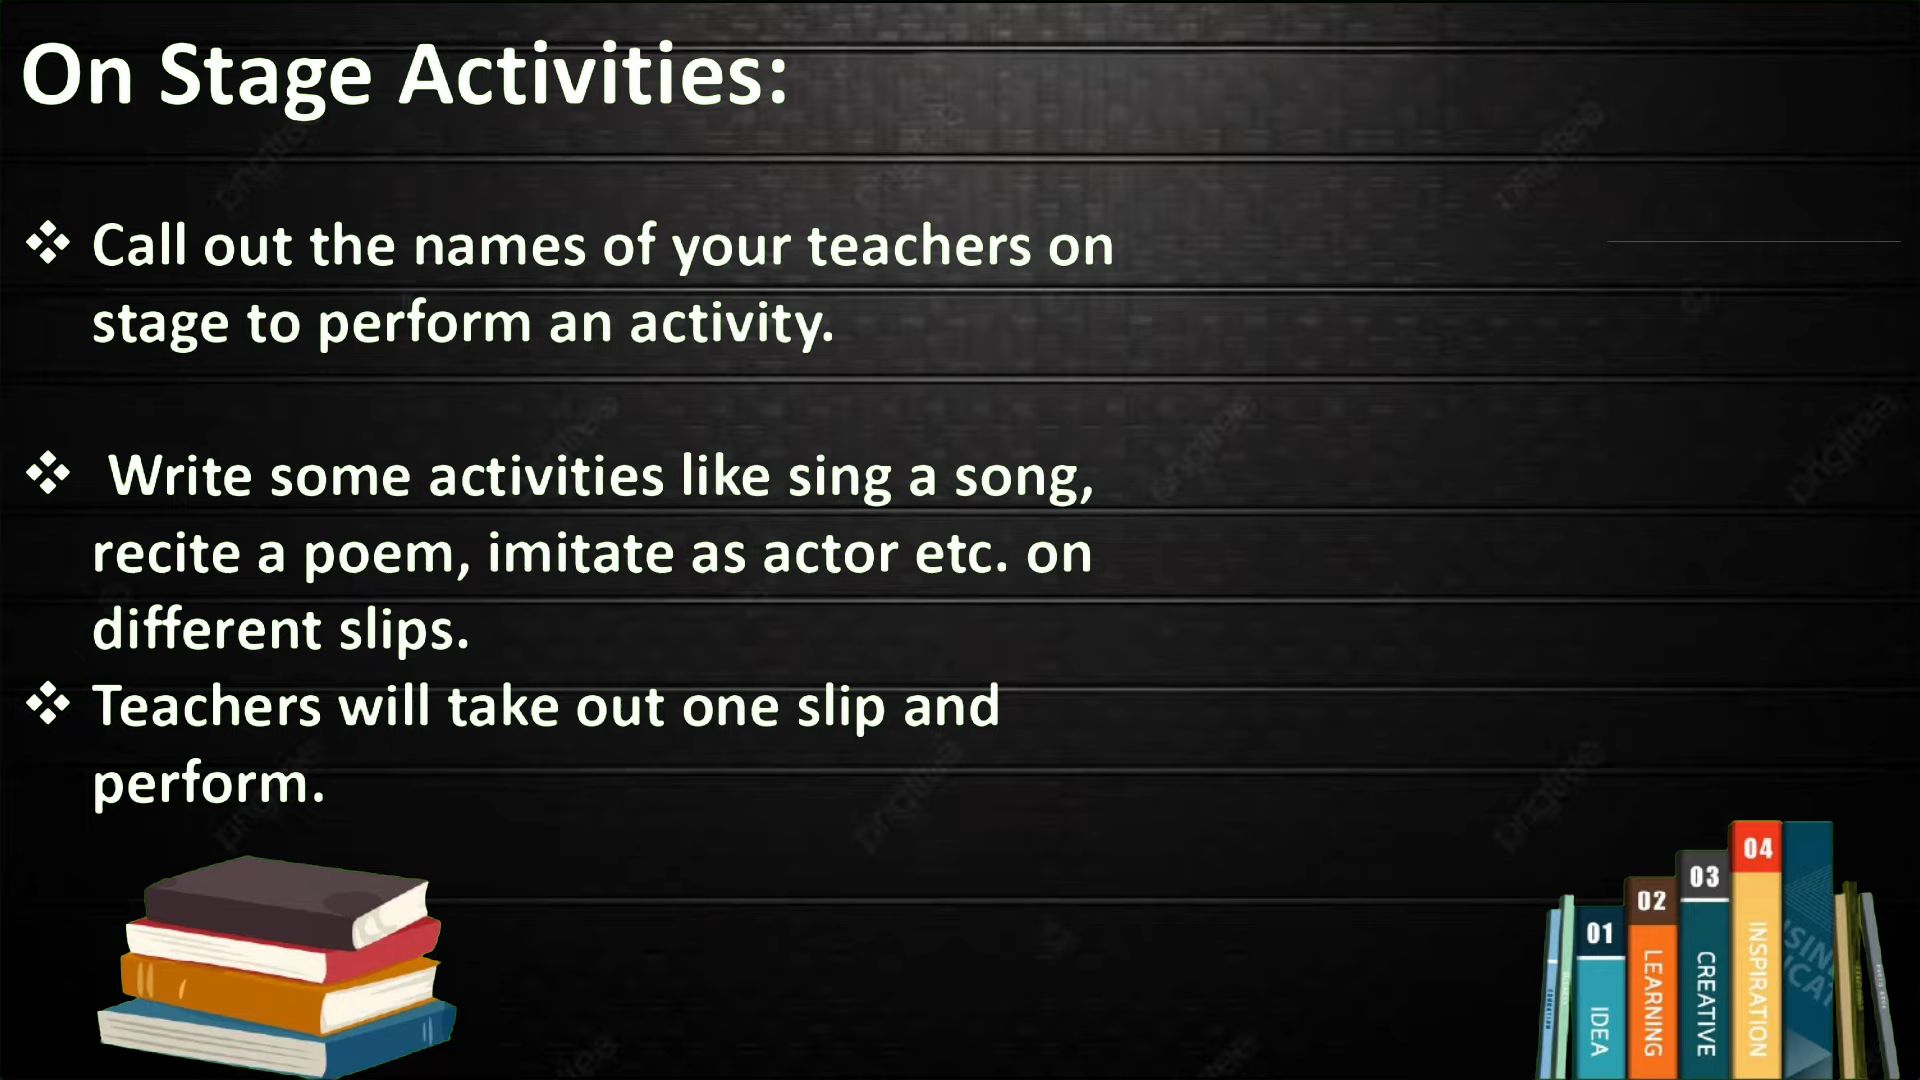 On Stage Activities:
❖ Call out the names of your teachers on
stage to perform an activity.
❖ Write some activities like sing a song,
recite a poem, imitate as actor etc. on
different slips.
❖ Teachers will take out one slip and
perform.
01
IDEA
02
LEARNING
03
CREATIVE
04
INSPIRATION